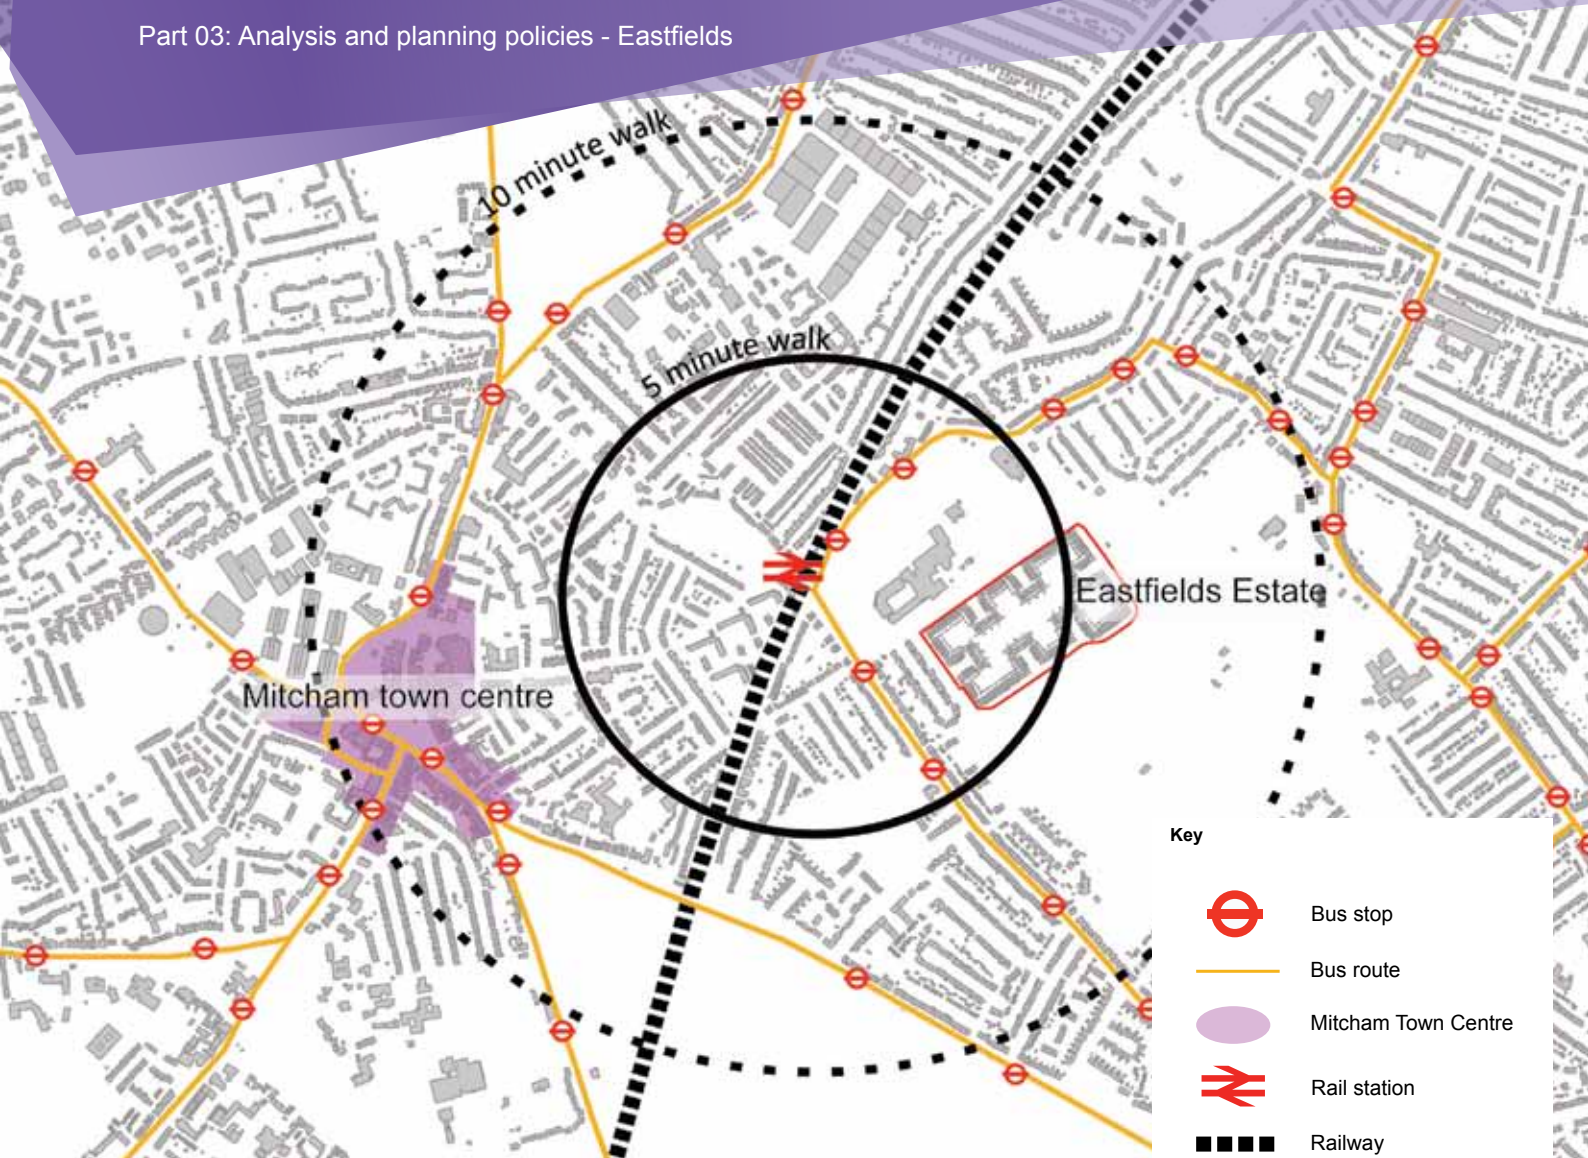 Part 03: Analysis and planning policies - Eastfields
10 minute walk
5 minute walk
Eastfields Estate
Mitcham town centre
Key
Bus stop
Bus route
Mitcham Town Centre
Rail station
Railway